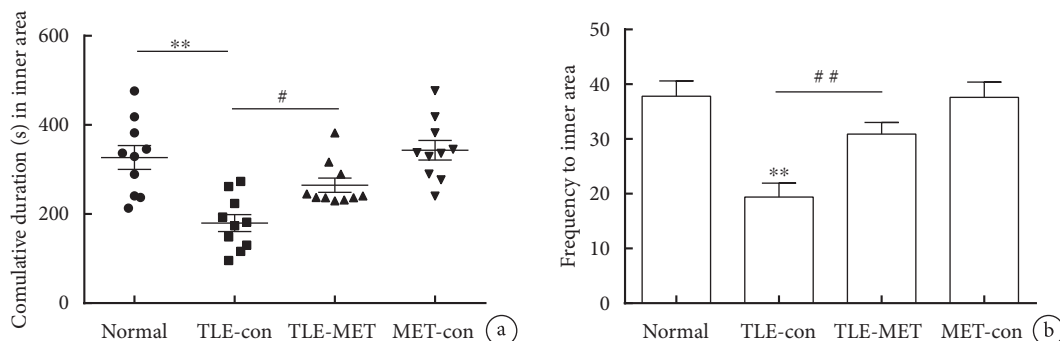 Comulative duration (s) in inner area
600
400
200
0
**
#
Normal
TLE-con
TLE-MET
MET-con
a
Frequency to inner area
50
40
30
20
10
0
**
# #
Normal
TLE-con
TLE-MET
MET-con
b